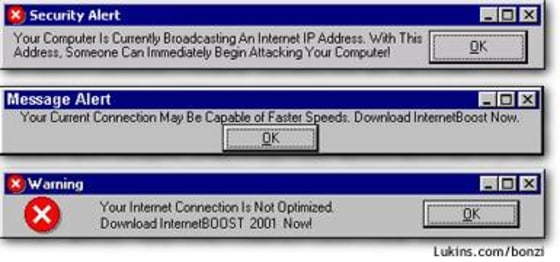 Security Alert
Your Computer Is Currently Broadcasting An Internet IP Address. With This
Address, Someone Can Immediately Begin Attacking Your Computer!
OK
Message Alert
Your Current Connection May Be Capable of Faster Speeds. Download InternetBoost Now.
OK
Warning
Your Internet Connection Is Not Optimized.
Download InternetBOOST 2001 Now!
OK
Lukins.com/bonzi